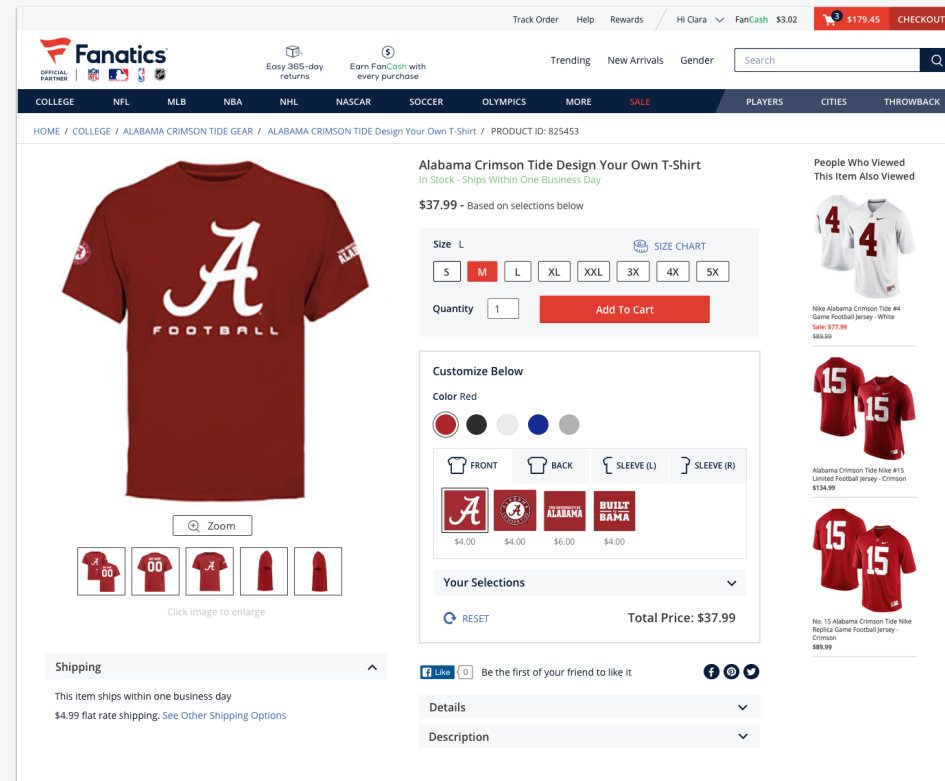 Track Order Help Rewards Hi Clara FanCash $3.02 3 $179.45 CHECKOUT
Fanatics
OFFICIAL PARTNER
Easy 365-day returns
Earn FanCash with every purchase
Trending New Arrivals Gender Search
COLLEGE NFL MLB NBA NHL NASCAR SOCCER OLYMPICS MORE SALE PLAYERS CITIES THROWBACK
HOME / COLLEGE / ALABAMA CRIMSON TIDE GEAR / ALABAMA CRIMSON TIDE Design Your Own T-Shirt / PRODUCT ID: 825453
A
FOOTBALL
Zoom
Click image to enlarge
Shipping
This item ships within one business day
$4.99 flat rate shipping. See Other Shipping Options
Alabama Crimson Tide Design Your Own T-Shirt
In Stock - Ships Within One Business Day
$37.99 - Based on selections below
Size L SIZE CHART
S M L XL XXL 3X 4X 5X
Quantity 1 Add To Cart
Customize Below
Color Red
FRONT BACK SLEEVE (L) SLEEVE (R)
A
THE UNIVERSITY OF
ALABAMA
BUILT
BAMA
$4.00 $4.00 $6.00 $4.00
Your Selections
RESET Total Price: $37.99
Like 0 Be the first of your friend to like it
Details
Description
People Who Viewed
This Item Also Viewed
4
4
Nike Alabama Crimson Tide #4
Game Football Jersey - White
Sale: $77.99
$89.99
15
15
Alabama Crimson Tide Nike #15
Limited Football Jersey - Crimson
$134.99
15
15
No. 15 Alabama Crimson Tide Nike
Replica Game Football Jersey -
Crimson
$89.99